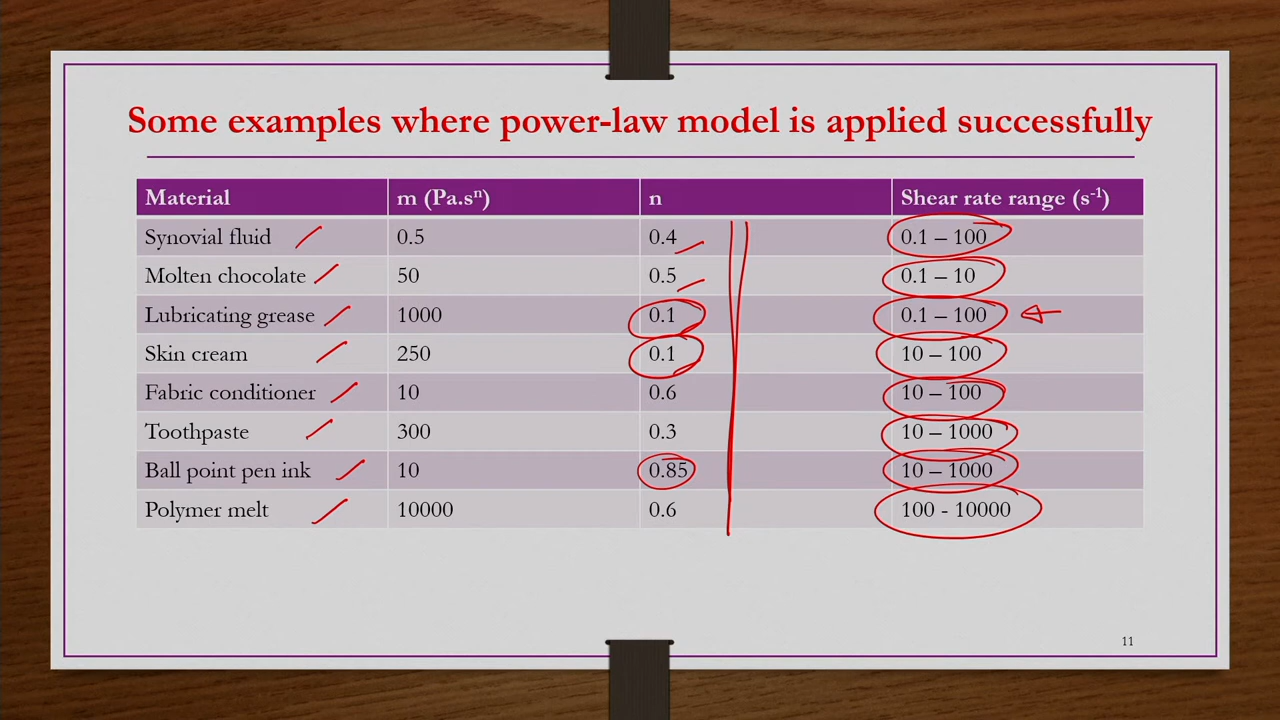 Some examples where power-law model is applied successfully
Material m (Pa.sⁿ) n Shear rate range (s⁻¹)
Synovial fluid 0.5 0.4 0.1 – 100
Molten chocolate 50 0.5 0.1 – 10
Lubricating grease 1000 0.1 0.1 – 100
Skin cream 250 0.1 10 – 100
Fabric conditioner 10 0.6 10 – 100
Toothpaste 300 0.3 10 – 1000
Ball point pen ink 10 0.85 10 – 1000
Polymer melt 10000 0.6 100 - 10000
11